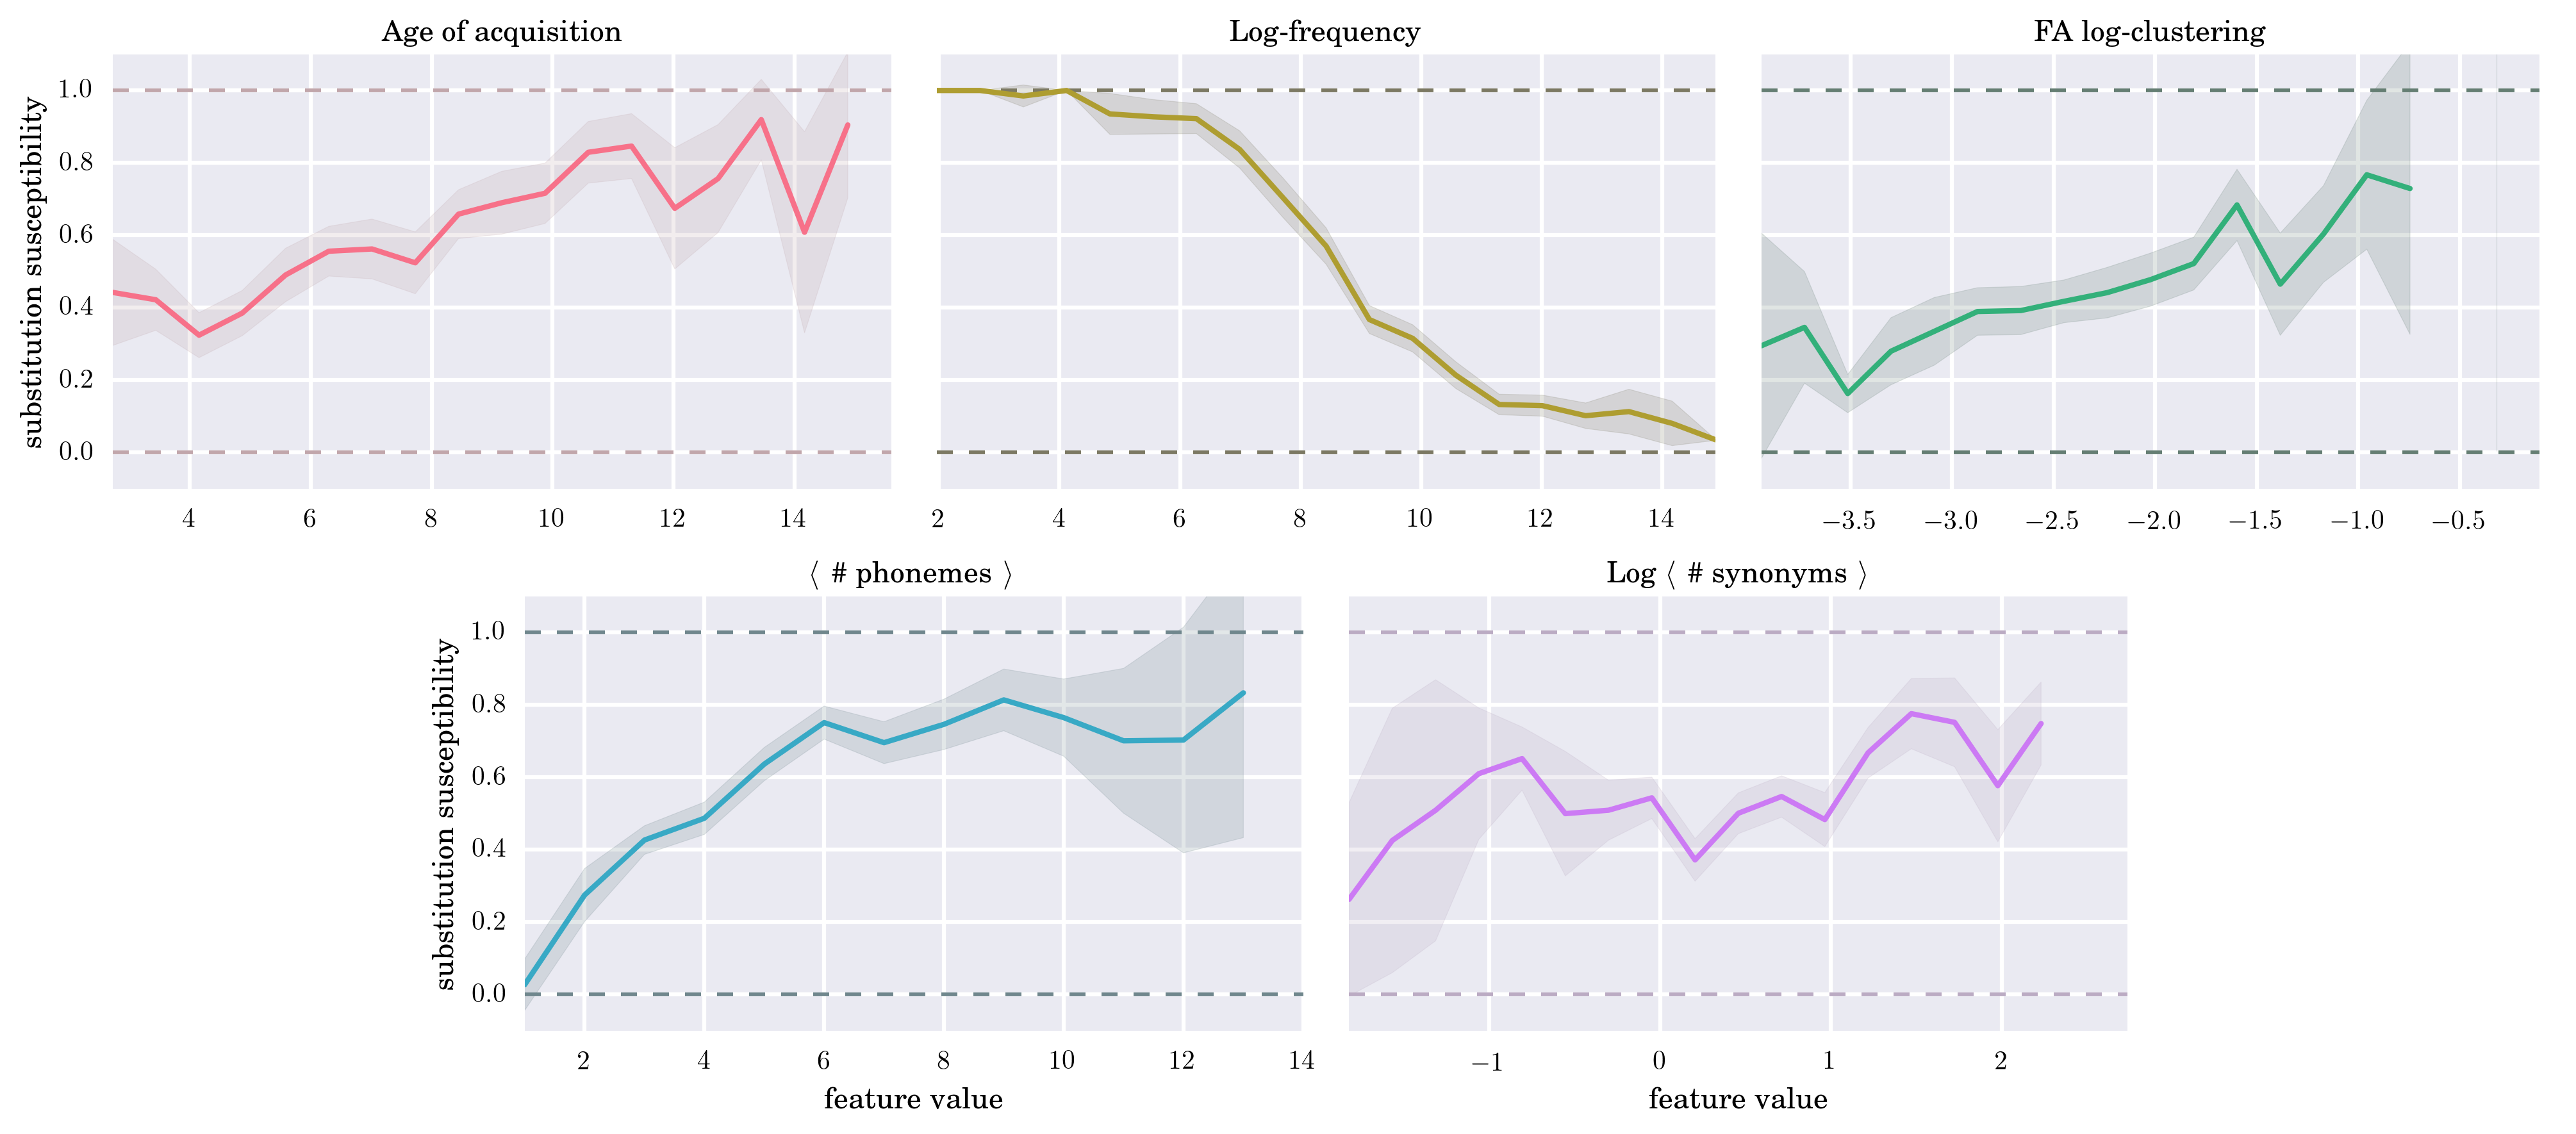 Age of acquisition
Log-frequency
FA log-clustering
substitution susceptibility
1.0
0.8
0.6
0.4
0.2
0.0
4 6 8 10 12 14
2 4 6 8 10 12 14
−3.5 −3.0 −2.5 −2.0 −1.5 −1.0 −0.5
⟨ # phonemes ⟩
Log ⟨ # synonyms ⟩
substitution susceptibility
1.0
0.8
0.6
0.4
0.2
0.0
2 4 6 8 10 12 14
−1 0 1 2
feature value
feature value